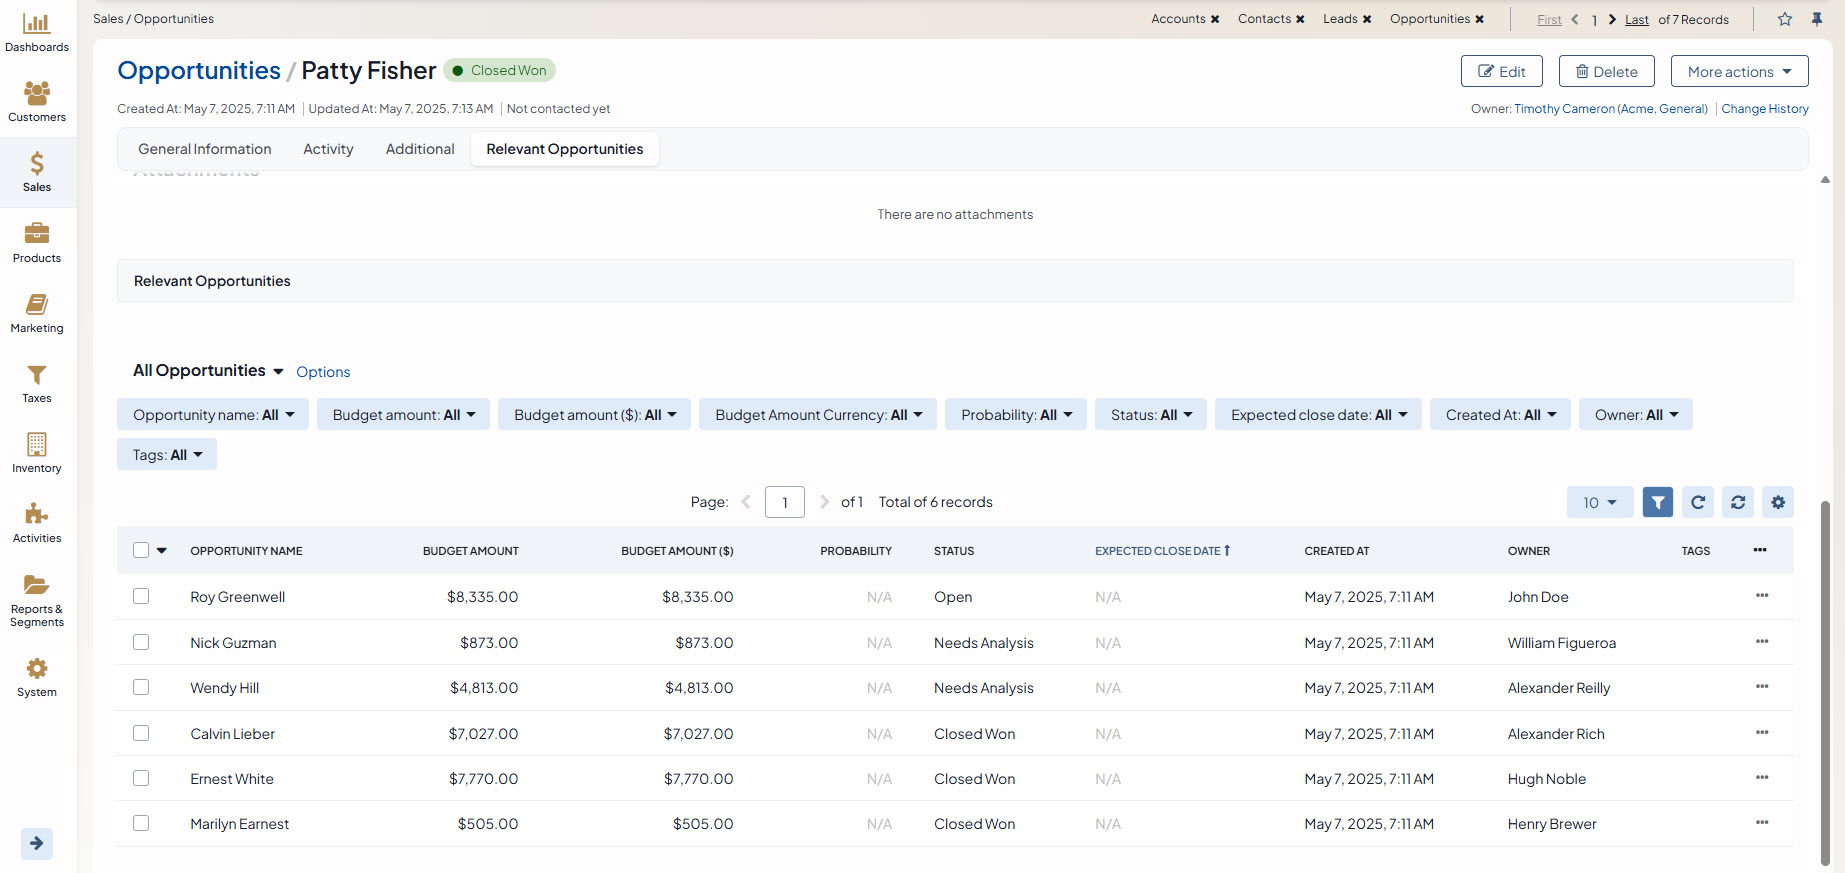 Sales / Opportunities
Accounts ✖ Contacts ✖ Leads ✖ Opportunities ✖ First 1 Last of 7 Records
Dashboards
Customers
Sales
Products
Marketing
Taxes
Inventory
Activities
Reports &
Segments
System
Opportunities / Patty Fisher Closed Won
Edit Delete More actions
Created At: May 7, 2025, 7:11 AM Updated At: May 7, 2025, 7:13 AM Not contacted yet
Owner: Timothy Cameron (Acme, General) Change History
General Information Activity Additional Relevant Opportunities
Attachments
There are no attachments
Relevant Opportunities
All Opportunities Options
Opportunity name: All Budget amount: All Budget amount ($): All Budget Amount Currency: All Probability: All Status: All Expected close date: All Created At: All Owner: All
Tags: All
Page: 1 of 1 Total of 6 records 10
OPPORTUNITY NAME BUDGET AMOUNT BUDGET AMOUNT ($) PROBABILITY STATUS EXPECTED CLOSE DATE CREATED AT OWNER TAGS
Roy Greenwell $8,335.00 $8,335.00 N/A Open N/A May 7, 2025, 7:11 AM John Doe
Nick Guzman $873.00 $873.00 N/A Needs Analysis N/A May 7, 2025, 7:11 AM William Figueroa
Wendy Hill $4,813.00 $4,813.00 N/A Needs Analysis N/A May 7, 2025, 7:11 AM Alexander Reilly
Calvin Lieber $7,027.00 $7,027.00 N/A Closed Won N/A May 7, 2025, 7:11 AM Alexander Rich
Ernest White $7,770.00 $7,770.00 N/A Closed Won N/A May 7, 2025, 7:11 AM Hugh Noble
Marilyn Earnest $505.00 $505.00 N/A Closed Won N/A May 7, 2025, 7:11 AM Henry Brewer